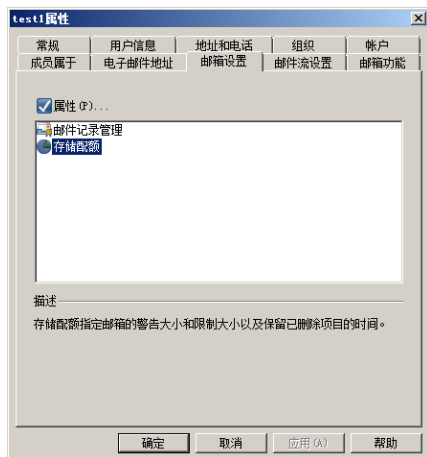 test1属性
常规 用户信息 地址和电话 组织 帐户
成员属于 电子邮件地址 邮箱设置 邮件流设置 邮箱功能
属性(P)...
邮件记录管理
存储配额
描述
存储配额指定邮箱的警告大小和限制大小以及保留已删除项目的时间。
确定 取消 应用(A) 帮助